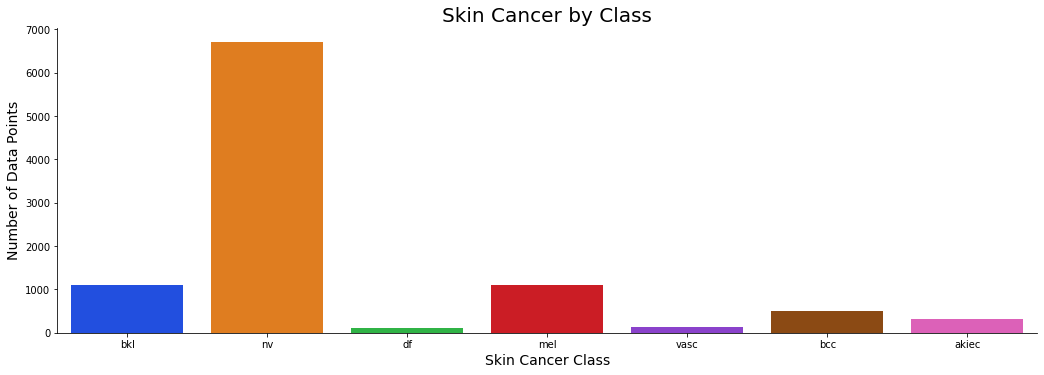 Skin Cancer by Class
Number of Data Points
7000
6000
5000
4000
3000
2000
1000
0
bkl nv df mel vasc bcc akiec
Skin Cancer Class